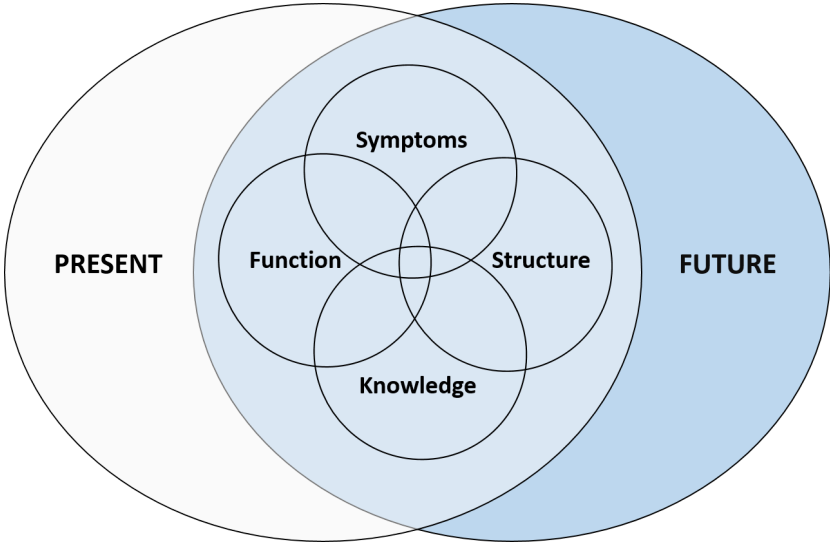 Symptoms
PRESENT
Function
Structure
FUTURE
Knowledge